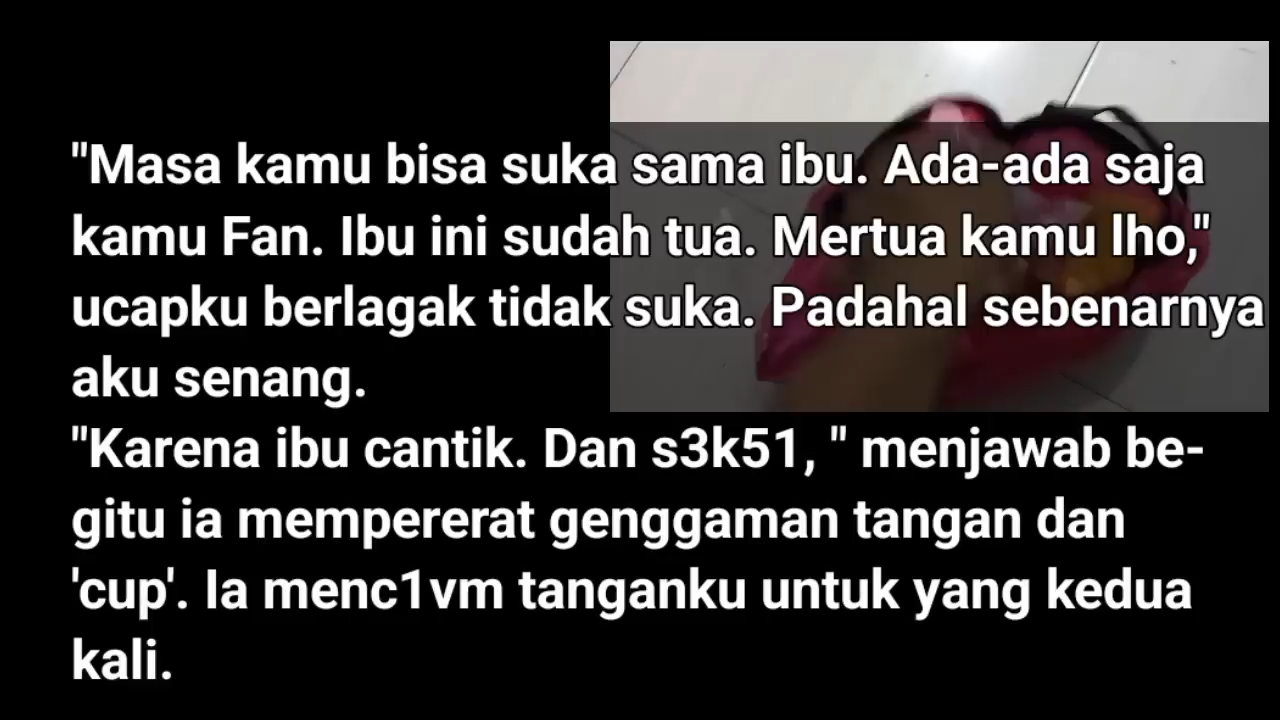 "Masa kamu bisa suka sama ibu. Ada-ada saja
kamu Fan. Ibu ini sudah tua. Mertua kamu lho,"
ucapku berlagak tidak suka. Padahal sebenarnya
aku senang.
"Karena ibu cantik. Dan s3k51, " menjawab be-
gitu ia mempererat genggaman tangan dan
'cup'. Ia menc1vm tanganku untuk yang kedua
kali.